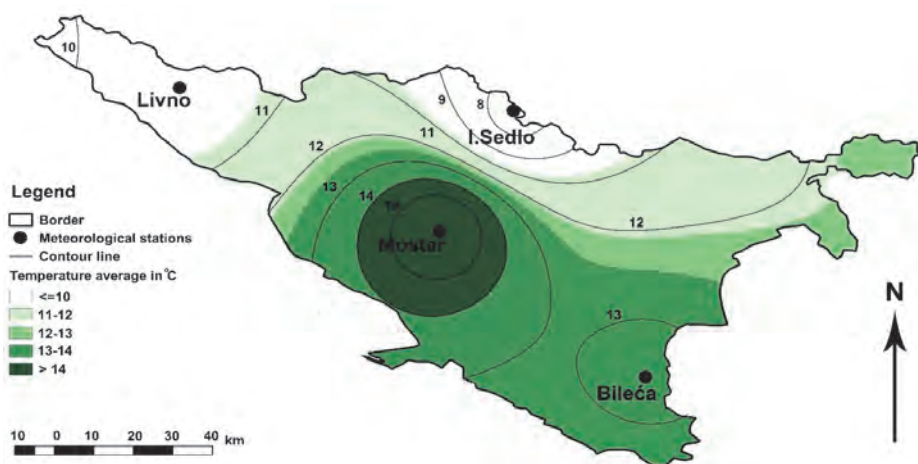 10
Livno
11
9
8
I.Sedlo
11
12
13
14
Mostar
12
13
Bileća
Legend
Border
Meteorological stations
Contour line
Temperature average in °C
<=10
11-12
12-13
13-14
> 14
10 0 10 20 30 40 km
N